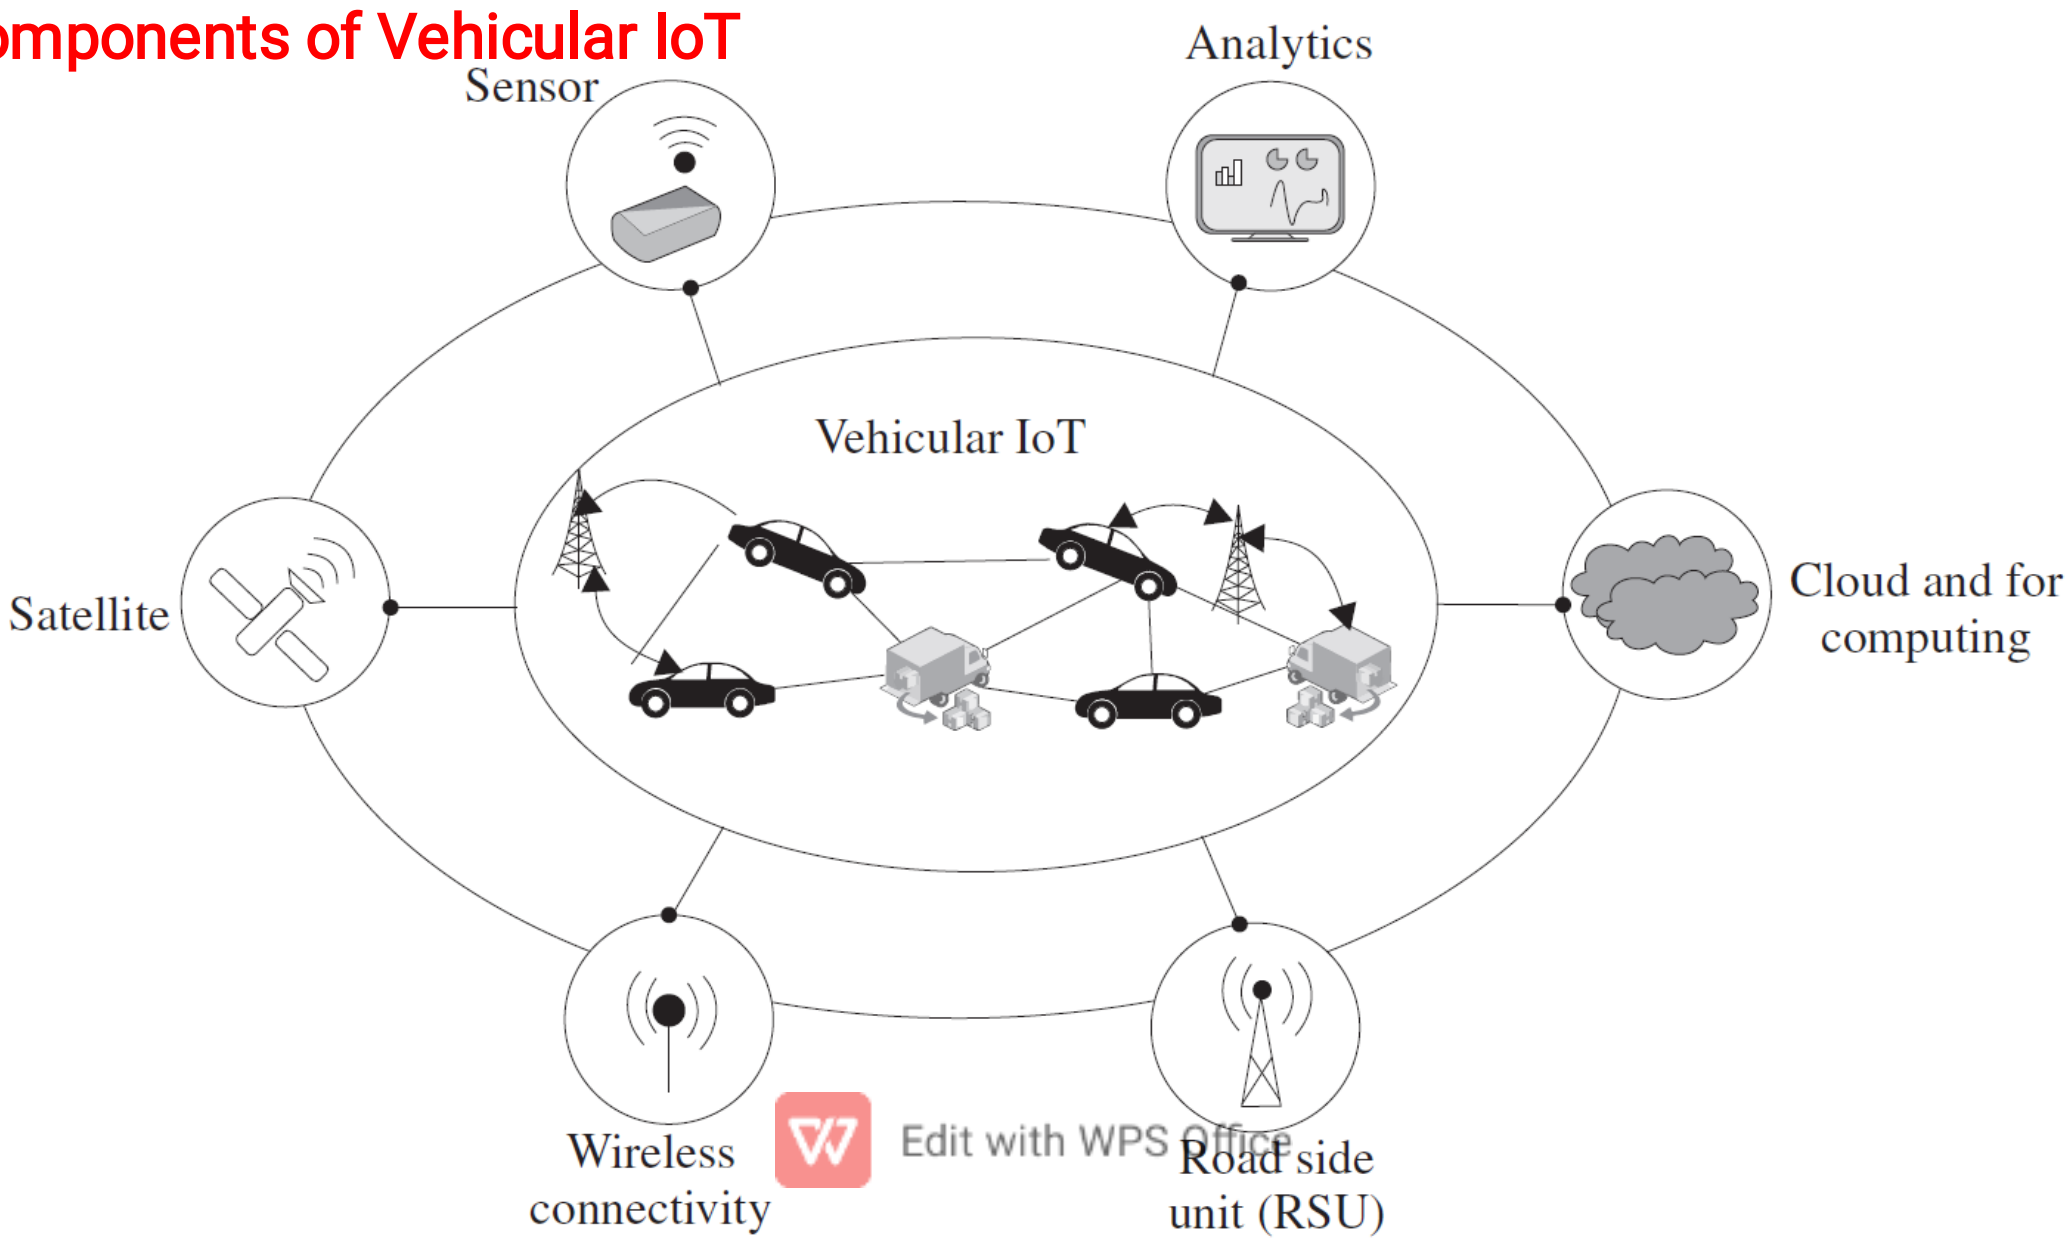 omponents of Vehicular IoT
Sensor
Analytics
Vehicular IoT
Satellite
Cloud and for
computing
Wireless
connectivity
Edit with WPS Office
Road side
unit (RSU)